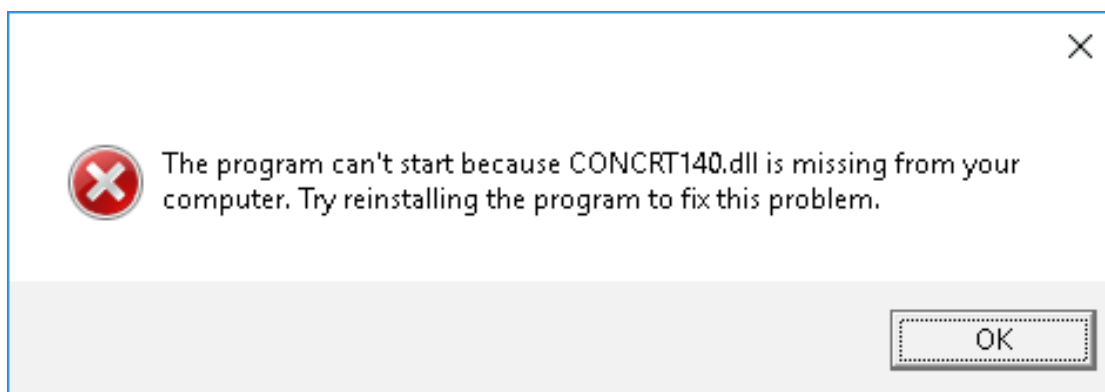 The program can't start because CONCRT140.dll is missing from your
computer. Try reinstalling the program to fix this problem.
OK